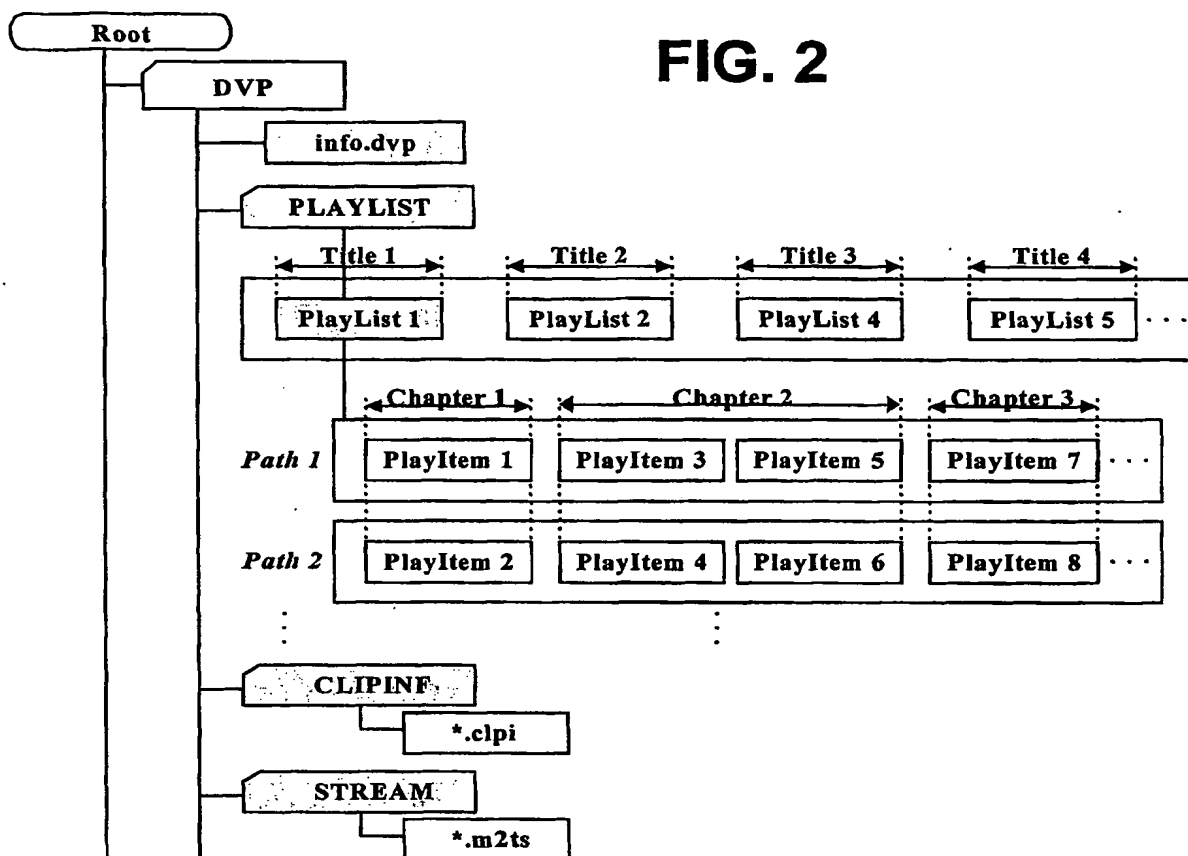 Root
FIG. 2
DVP
info.dvp
PLAYLIST
Title 1 Title 2 Title 3 Title 4
PlayList 1 PlayList 2 PlayList 4 PlayList 5 . . .
Chapter 1 Chapter 2 Chapter 3
Path 1 PlayItem 1 PlayItem 3 PlayItem 5 PlayItem 7 . . .
Path 2 PlayItem 2 PlayItem 4 PlayItem 6 PlayItem 8 . . .
CLIPINF
*.clpi
STREAM
*.m2ts